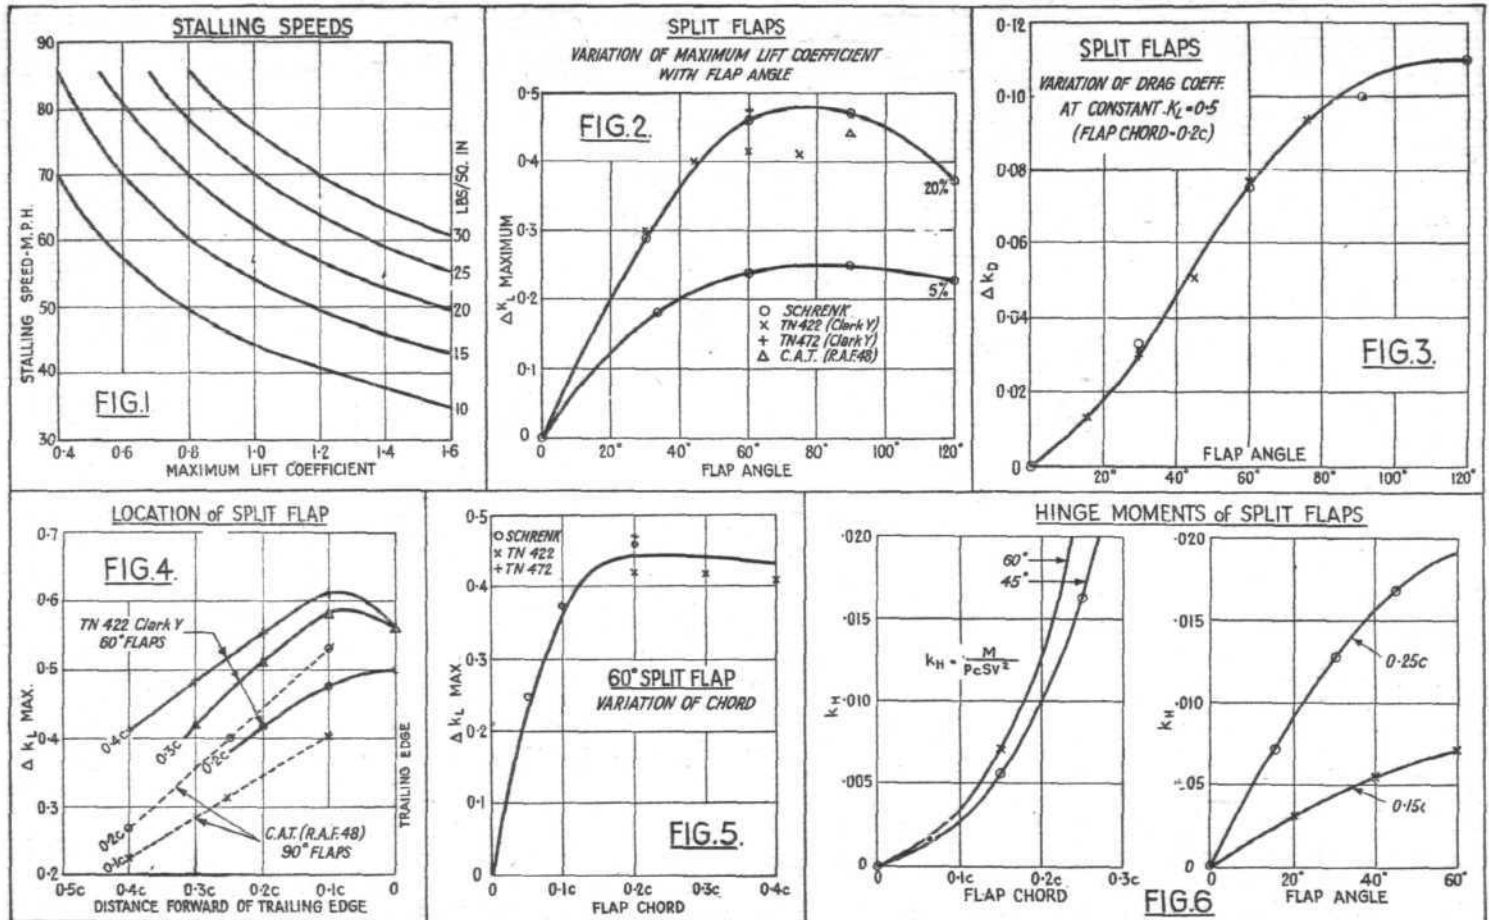 STALLING SPEEDS
90
80
70
60
50
40
30
STALLING SPEED-M.P.H.
LBS/SQ. IN
30
25
20
15
10
FIG.1
0·4 0·6 0·8 1·0 1·2 1·4 1·6
MAXIMUM LIFT COEFFICIENT
SPLIT FLAPS
VARIATION OF MAXIMUM LIFT COEFFICIENT
WITH FLAP ANGLE
FIG.2.
0·5
0·4
0·3
0·2
0·1
0
Δ KL MAXIMUM
20%
5%
○ SCHRENK
× TN 422 (Clark Y)
+ TN472 (Clark Y)
△ C.A.T. (R.A.F.48)
0 20° 40° 60° 80° 100° 120°
FLAP ANGLE
SPLIT FLAPS
VARIATION OF DRAG COEFF.
AT CONSTANT KL=0·5
(FLAP CHORD=0·2c)
0·12
0·10
0·08
0·06
0·04
0·02
0
Δ kD
FIG.3.
FLAP ANGLE
20° 40° 60° 80° 100° 120°
LOCATION of SPLIT FLAP
FIG.4.
0·7
0·6
0·5
0·4
0·3
0·2
Δ kL MAX.
TN 422 Clark Y
60° FLAPS
0·4c
0·3c
0·2c
0·2c
0·1c
C.A.T. (R.A.F.48)
90° FLAPS
TRAILING EDGE
0·5c 0·4c 0·3c 0·2c 0·1c 0
DISTANCE FORWARD OF TRAILING EDGE
0·5
0·4
0·3
0·2
0·1
0
Δ kL MAX.
○ SCHRENK
× TN 422
+ TN 472
60° SPLIT FLAP
VARIATION OF CHORD
FIG.5.
0·1c 0·2c 0·3c 0·4c
FLAP CHORD
HINGE MOMENTS of SPLIT FLAPS
·020
·015
·010
·005
0
kH
60°
45°
kH = M
ρcSV²
0 0·1c 0·2c 0·3c
FLAP CHORD
·020
·015
·010
·05
0
kH
0·25c
0·15c
0 20° 40° 60°
FLAP ANGLE
FIG.6